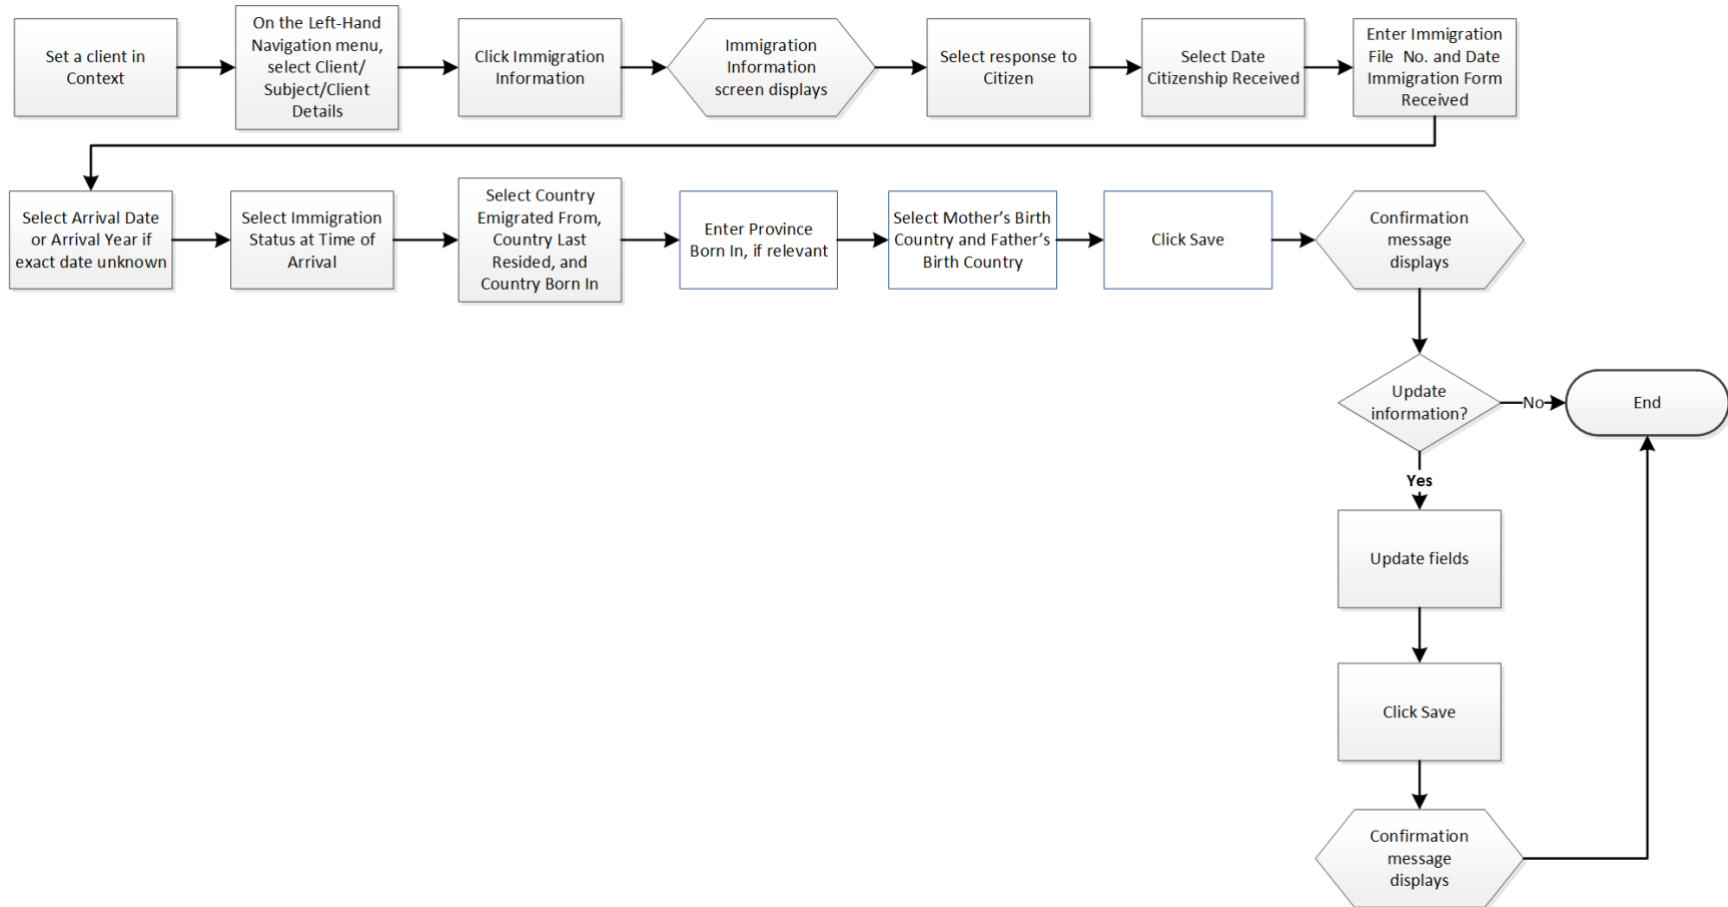 Set a client in
Context
On the Left-Hand
Navigation menu,
select Client/
Subject/Client
Details
Click Immigration
Information
Immigration
Information
screen displays
Select response to
Citizen
Select Date
Citizenship Received
Enter Immigration
File  No. and Date
Immigration Form
Received
Select Arrival Date
or Arrival Year if
exact date unknown
Select Immigration
Status at Time of
Arrival
Select Country
Emigrated From,
Country Last
Resided, and
Country Born In
Enter Province
Born In, if relevant
Select Mother’s Birth
Country and Father’s
Birth Country
Click Save
Confirmation
message
displays
Update
information?
No
End
Yes
Update fields
Click Save
Confirmation
message
displays